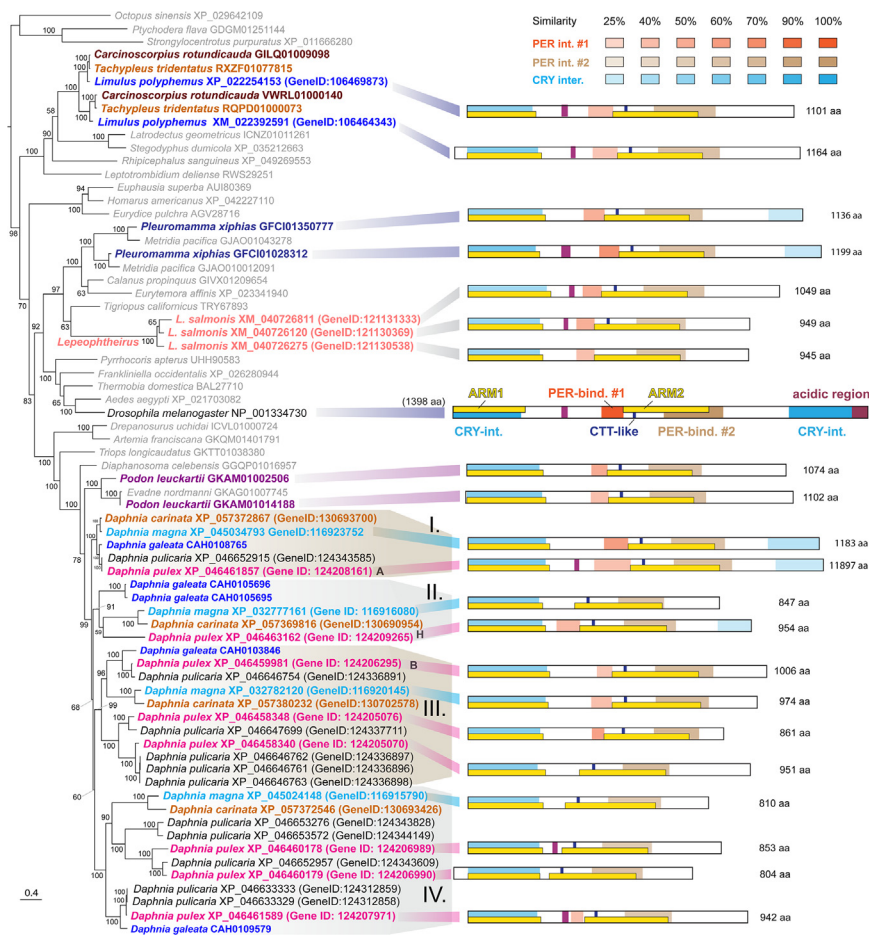 Octopus sinensis XP_029642109
Ptychodera flava GDGM01251144
Strongylocentrotus purpuratus XP_011666280
Carcinoscorpius rotundicauda GILQ01009098
Tachypleus tridentatus RXZF01077815
Limulus polyphemus XP_022254153 (GeneID:106469873)
Carcinoscorpius rotundicauda VWRL01000140
Tachypleus tridentatus RQPD01000073
Limulus polyphemus XM_022392591 (GeneID:106464343)
Latrodectus geometricus ICNZ01011261
Stegodyphus dumicola XP_035212663
Rhipicephalus sanguineus XP_049269553
Leptotrombidium deliense RWS29251
Euphausia superba AUI80369
Homarus americanus XP_042227110
Eurydice pulchra AGV28716
Pleuromamma xiphias GFCI01350777
Metridia pacifica GJAO01043278
Pleuromamma xiphias GFCI01028312
Metridia pacifica GJAO010012091
Calanus propinquus GIVX01209654
Eurytemora affinis XP_023341940
Tigriopus californicus TRY67893
L. salmonis XM_040726811 (GeneID:121131333)
Lepeophtheirus
L. salmonis XM_040726120 (GeneID:121130369)
L. salmonis XM_040726275 (GeneID:121130538)
Pyrrhocoris apterus UHH90583
Frankliniella occidentalis XP_026280944
Thermobia domestica BAL27710
Aedes aegypti XP_021703082
Drosophila melanogaster NP_001334730
Drepanosurus uchidai ICVL01000724
Artemia franciscana GKQM01401791
Triops longicaudatus GKTT01038380
Diaphanosoma celebensis GGQP01016957
Podon leuckartii GKAM01002506
Evadne nordmanni GKAG01007745
Podon leuckartii GKAM01014188
Daphnia carinata XP_057372867 (GeneID:130693700)
Daphnia magna XP_045034793 GeneID:116923752
Daphnia galeata CAH0108765
Daphnia pulicaria XP_046652915 (GeneID:124343585)
Daphnia pulex XP_046461857 (GeneID: 124208161) A
I.
Daphnia galeata CAH0105696
Daphnia galeata CAH0105695
Daphnia magna XP_032777161 (GeneID: 116916080)
Daphnia carinata XP_057369816 (GeneID:130690954)
Daphnia pulex XP_046463162 (Gene ID: 124209265) H
II.
Daphnia galeata CAH0103846
Daphnia pulex XP_046459981 (Gene ID: 124206295) B
Daphnia pulicaria XP_046646754 (GeneID:124336891)
Daphnia magna XP_032782120 (GeneID:116920145)
Daphnia carinata XP_057380232 (GeneID:130702578)
Daphnia pulex XP_046458348 (Gene ID: 124205076)
Daphnia pulicaria XP_046647699 (GeneID:124337711)
Daphnia pulex XP_046458340 (Gene ID: 124205070)
Daphnia pulicaria XP_046646762 (GeneID:124336897)
Daphnia pulicaria XP_046646761 (GeneID:124336896)
Daphnia pulicaria XP_046646763 (GeneID:124336898)
III.
Daphnia magna XP_045024148 (GeneID:116915790)
Daphnia carinata XP_057372546 (GeneID:130693426)
Daphnia pulicaria XP_046653276 (GeneID:124343828)
Daphnia pulicaria XP_046653572 (GeneID:124344149)
Daphnia pulex XP_046460178 (Gene ID: 124206989)
Daphnia pulicaria XP_046652957 (GeneID:124343609)
Daphnia pulex XP_046460179 (Gene ID: 124206990)
Daphnia pulicaria XP_046633333 (GeneID:124312859)
Daphnia pulicaria XP_046633329 (GeneID:124312858)
Daphnia pulex XP_046461589 (Gene ID: 124207971)
Daphnia galeata CAH0109579
IV.
0.4
Similarity 25% 40% 50% 60% 70% 90% 100%
PER int. #1
PER int. #2
CRY inter.
1101 aa
1164 aa
1136 aa
1199 aa
1049 aa
949 aa
945 aa
(1398 aa)
ARM1 PER-bind. #1 ARM2 acidic region
CRY-int. CTT-like PER-bind. #2 CRY-int.
1074 aa
1102 aa
1183 aa
11897 aa
847 aa
954 aa
1006 aa
974 aa
861 aa
951 aa
810 aa
853 aa
804 aa
942 aa